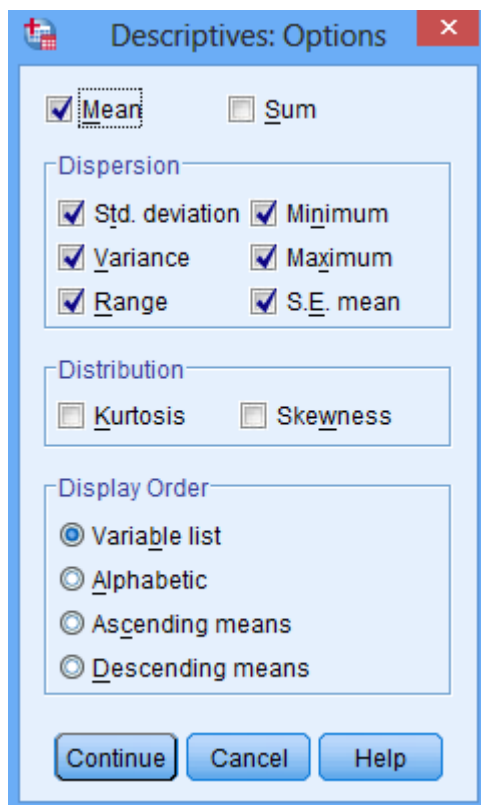 Descriptives: Options
Mean Sum
Dispersion
Std. deviation Minimum
Variance Maximum
Range S.E. mean
Distribution
Kurtosis Skewness
Display Order
Variable list
Alphabetic
Ascending means
Descending means
Continue Cancel Help